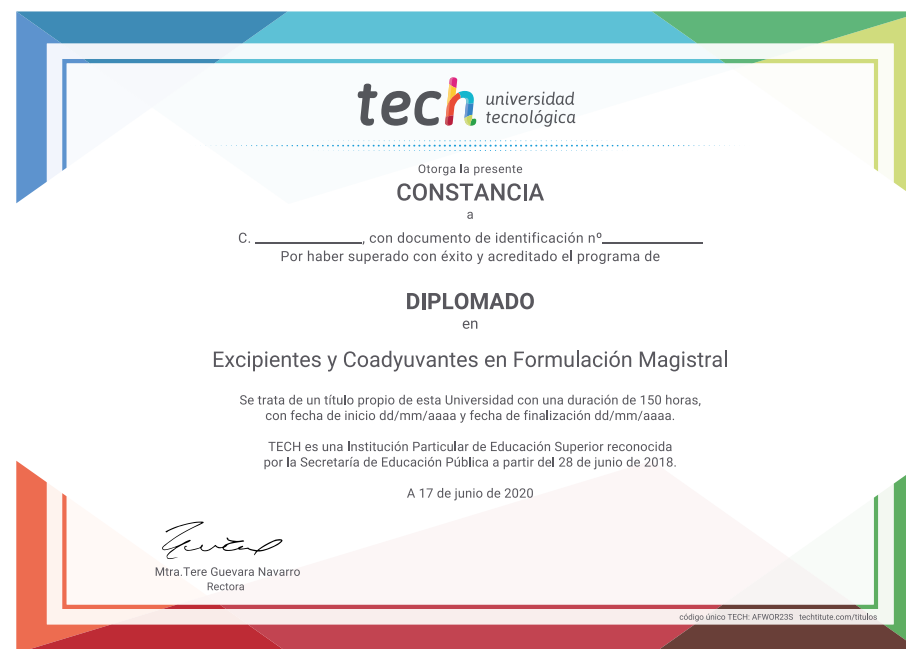 tech universidad
tecnológica
Otorga la presente
CONSTANCIA
a
C. ____________, con documento de identificación nº____________
Por haber superado con éxito y acreditado el programa de
DIPLOMADO
en
Excipientes y Coadyuvantes en Formulación Magistral
Se trata de un título propio de esta Universidad con una duración de 150 horas,
con fecha de inicio dd/mm/aaaa y fecha de finalización dd/mm/aaaa.
TECH es una Institución Particular de Educación Superior reconocida
por la Secretaría de Educación Pública a partir del 28 de junio de 2018.
A 17 de junio de 2020
Mtra.Tere Guevara Navarro
Rectora
código único TECH: AFWOR23S techtitute.com/titulos